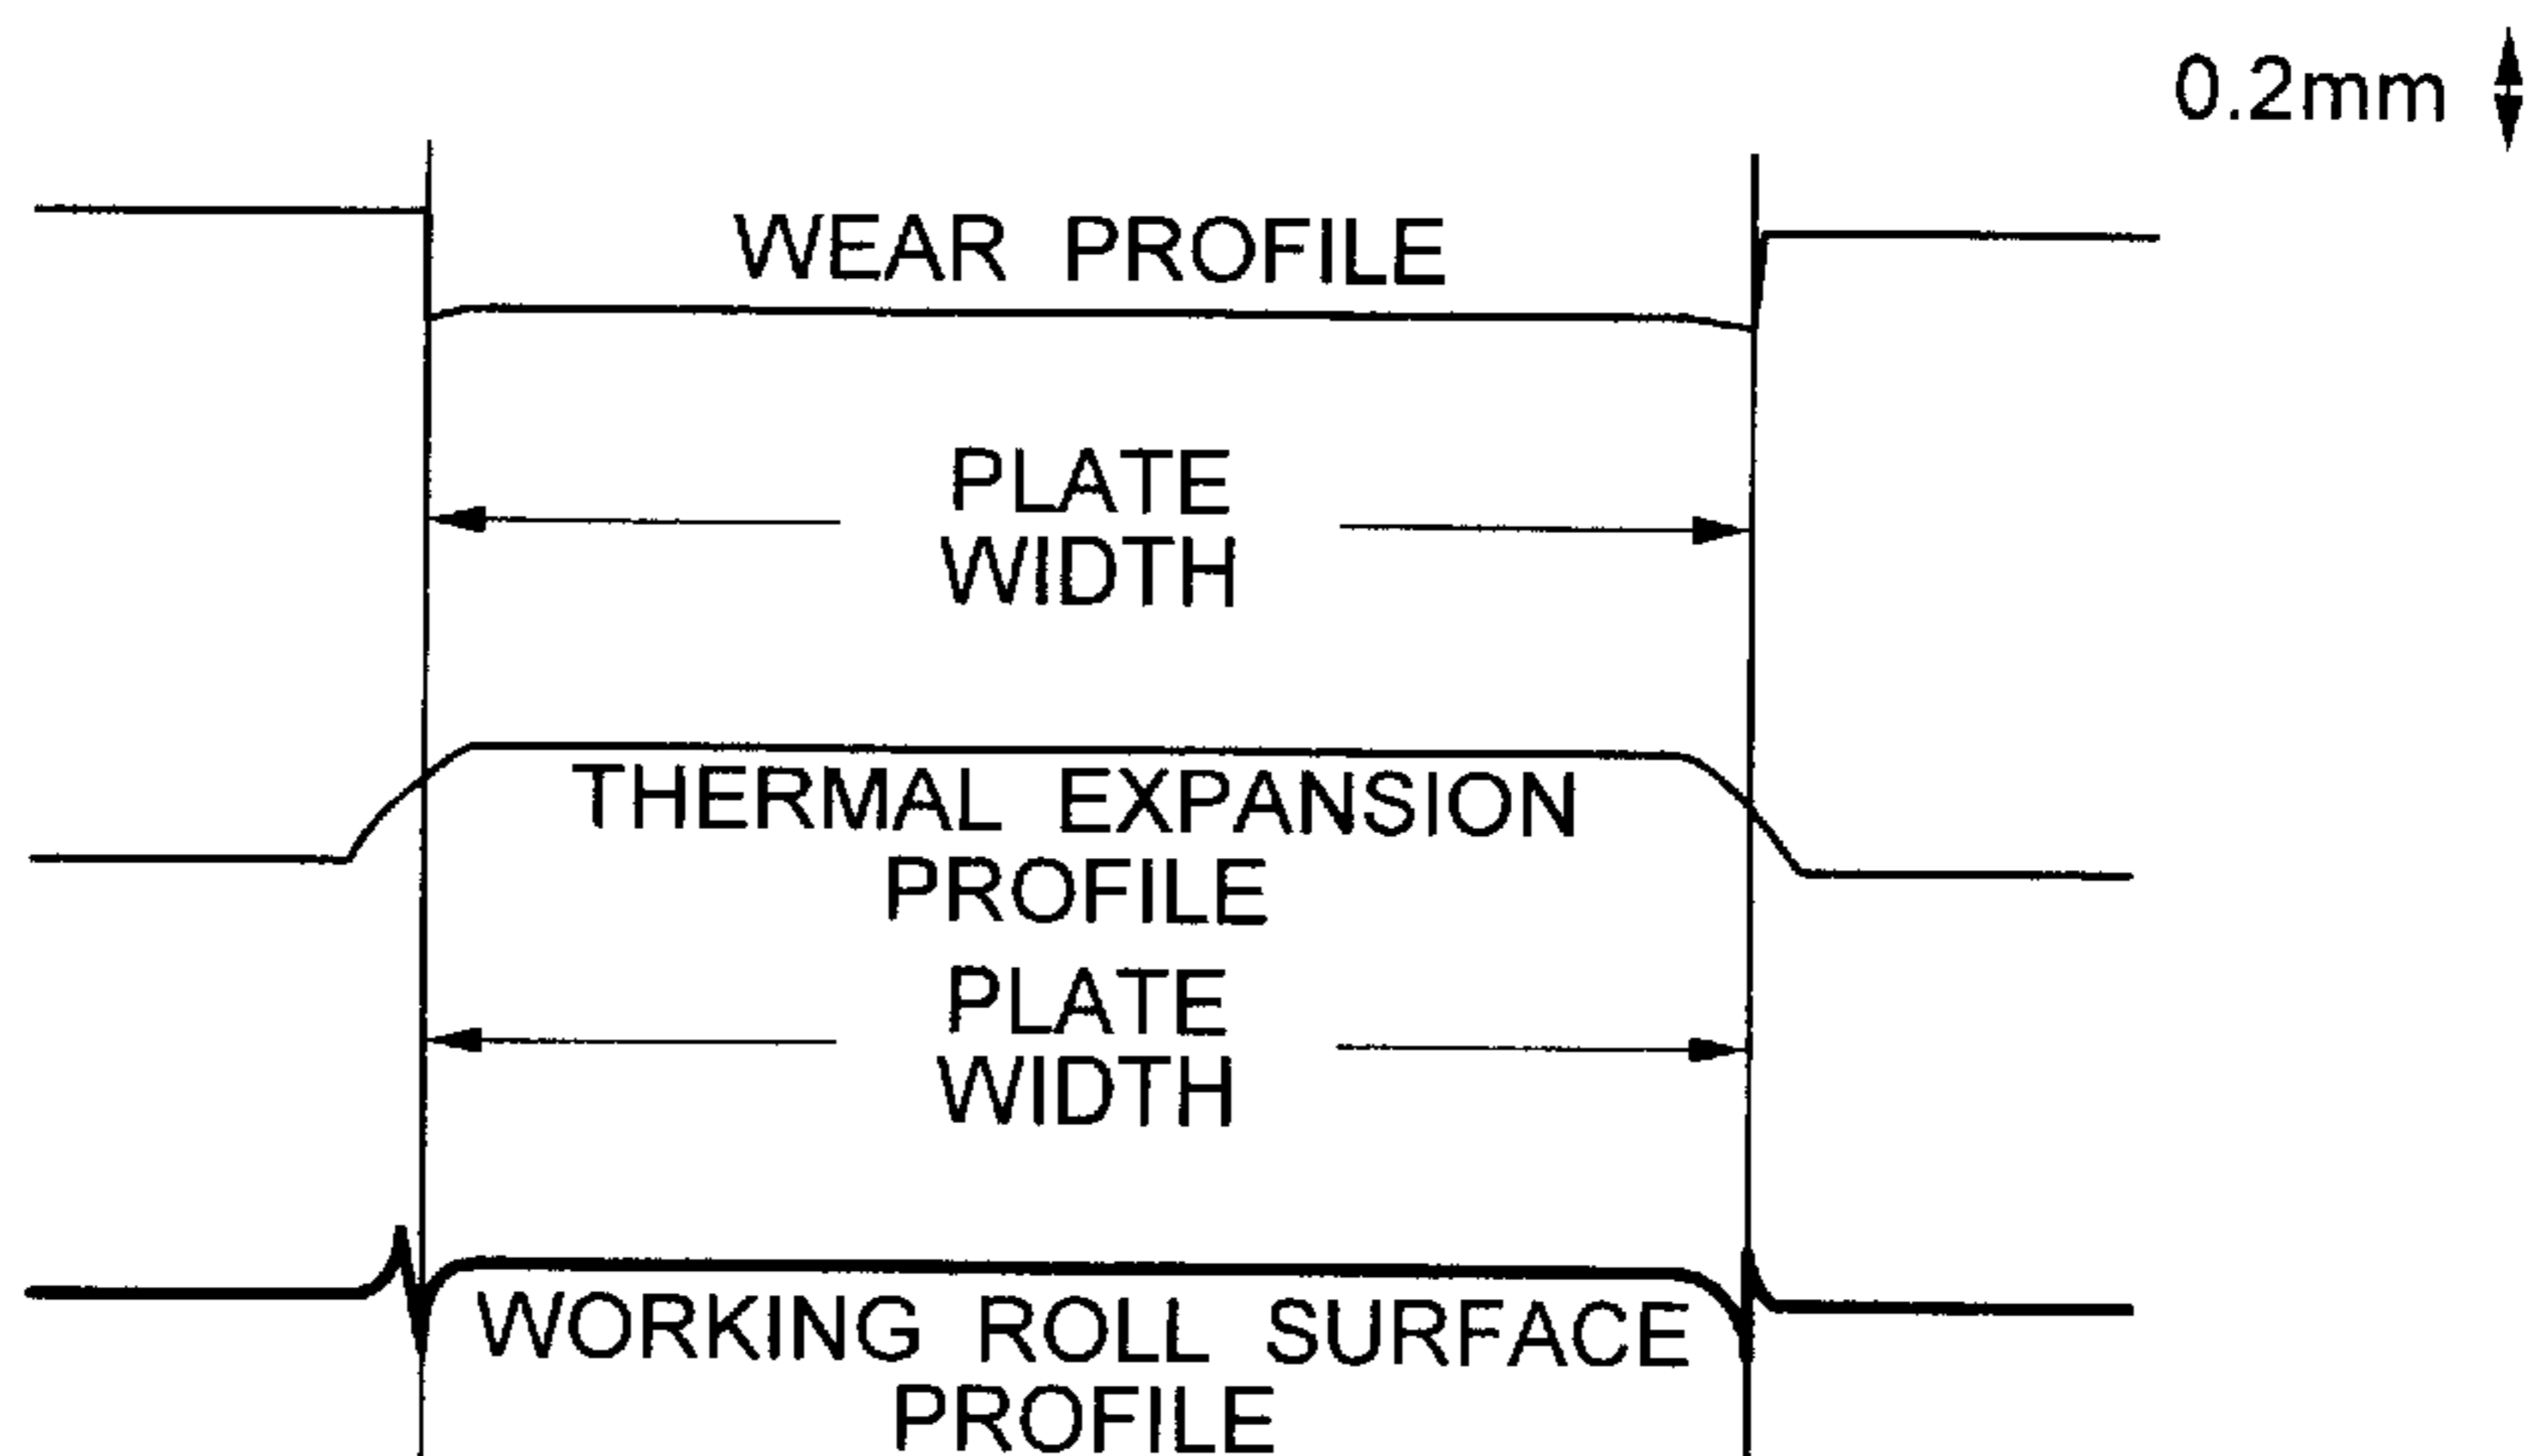 0.2mm
WEAR PROFILE
PLATE
WIDTH
THERMAL EXPANSION
PROFILE
PLATE
WIDTH
WORKING ROLL SURFACE
PROFILE